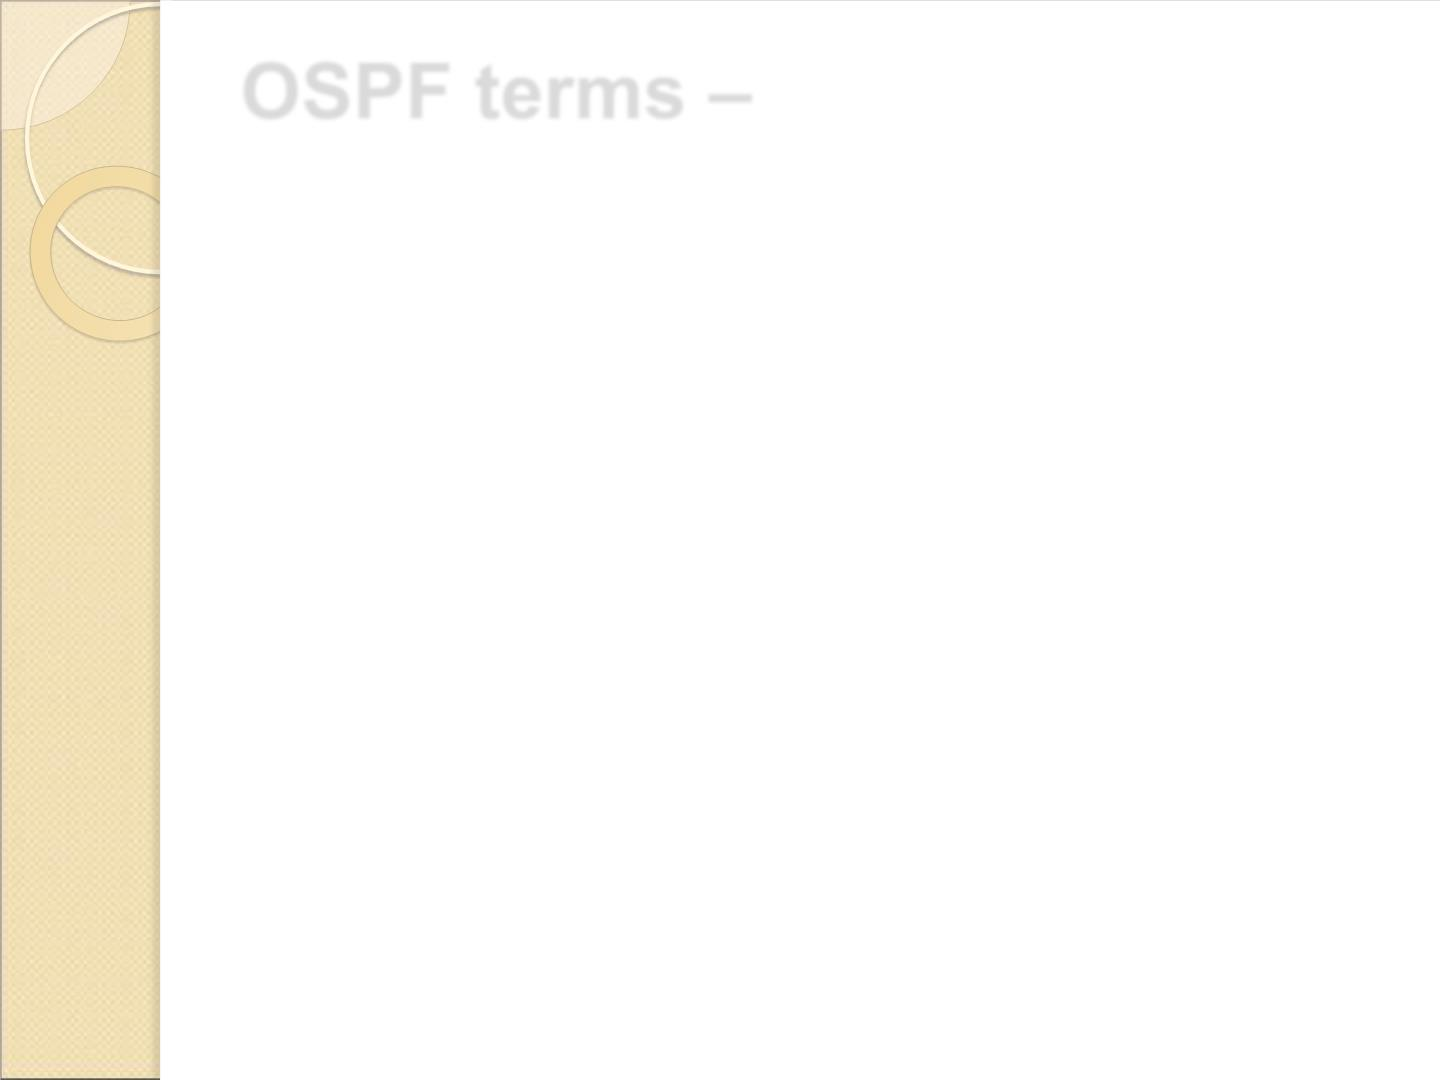 OSPF terms –